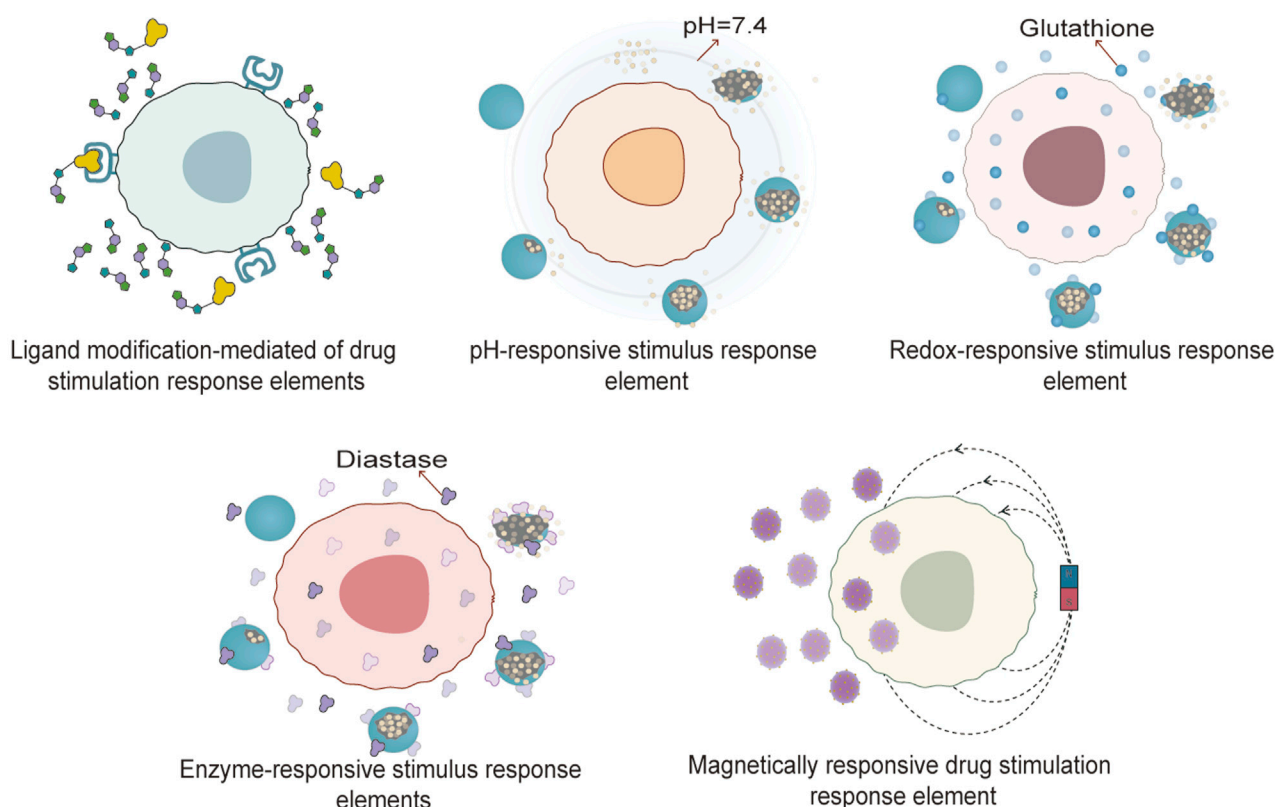 pH=7.4
Glutathione
Ligand modification-mediated of drug
stimulation response elements
pH-responsive stimulus response
element
Redox-responsive stimulus response
element
Diastase
S
Enzyme-responsive stimulus response
elements
Magnetically responsive drug stimulation
response element